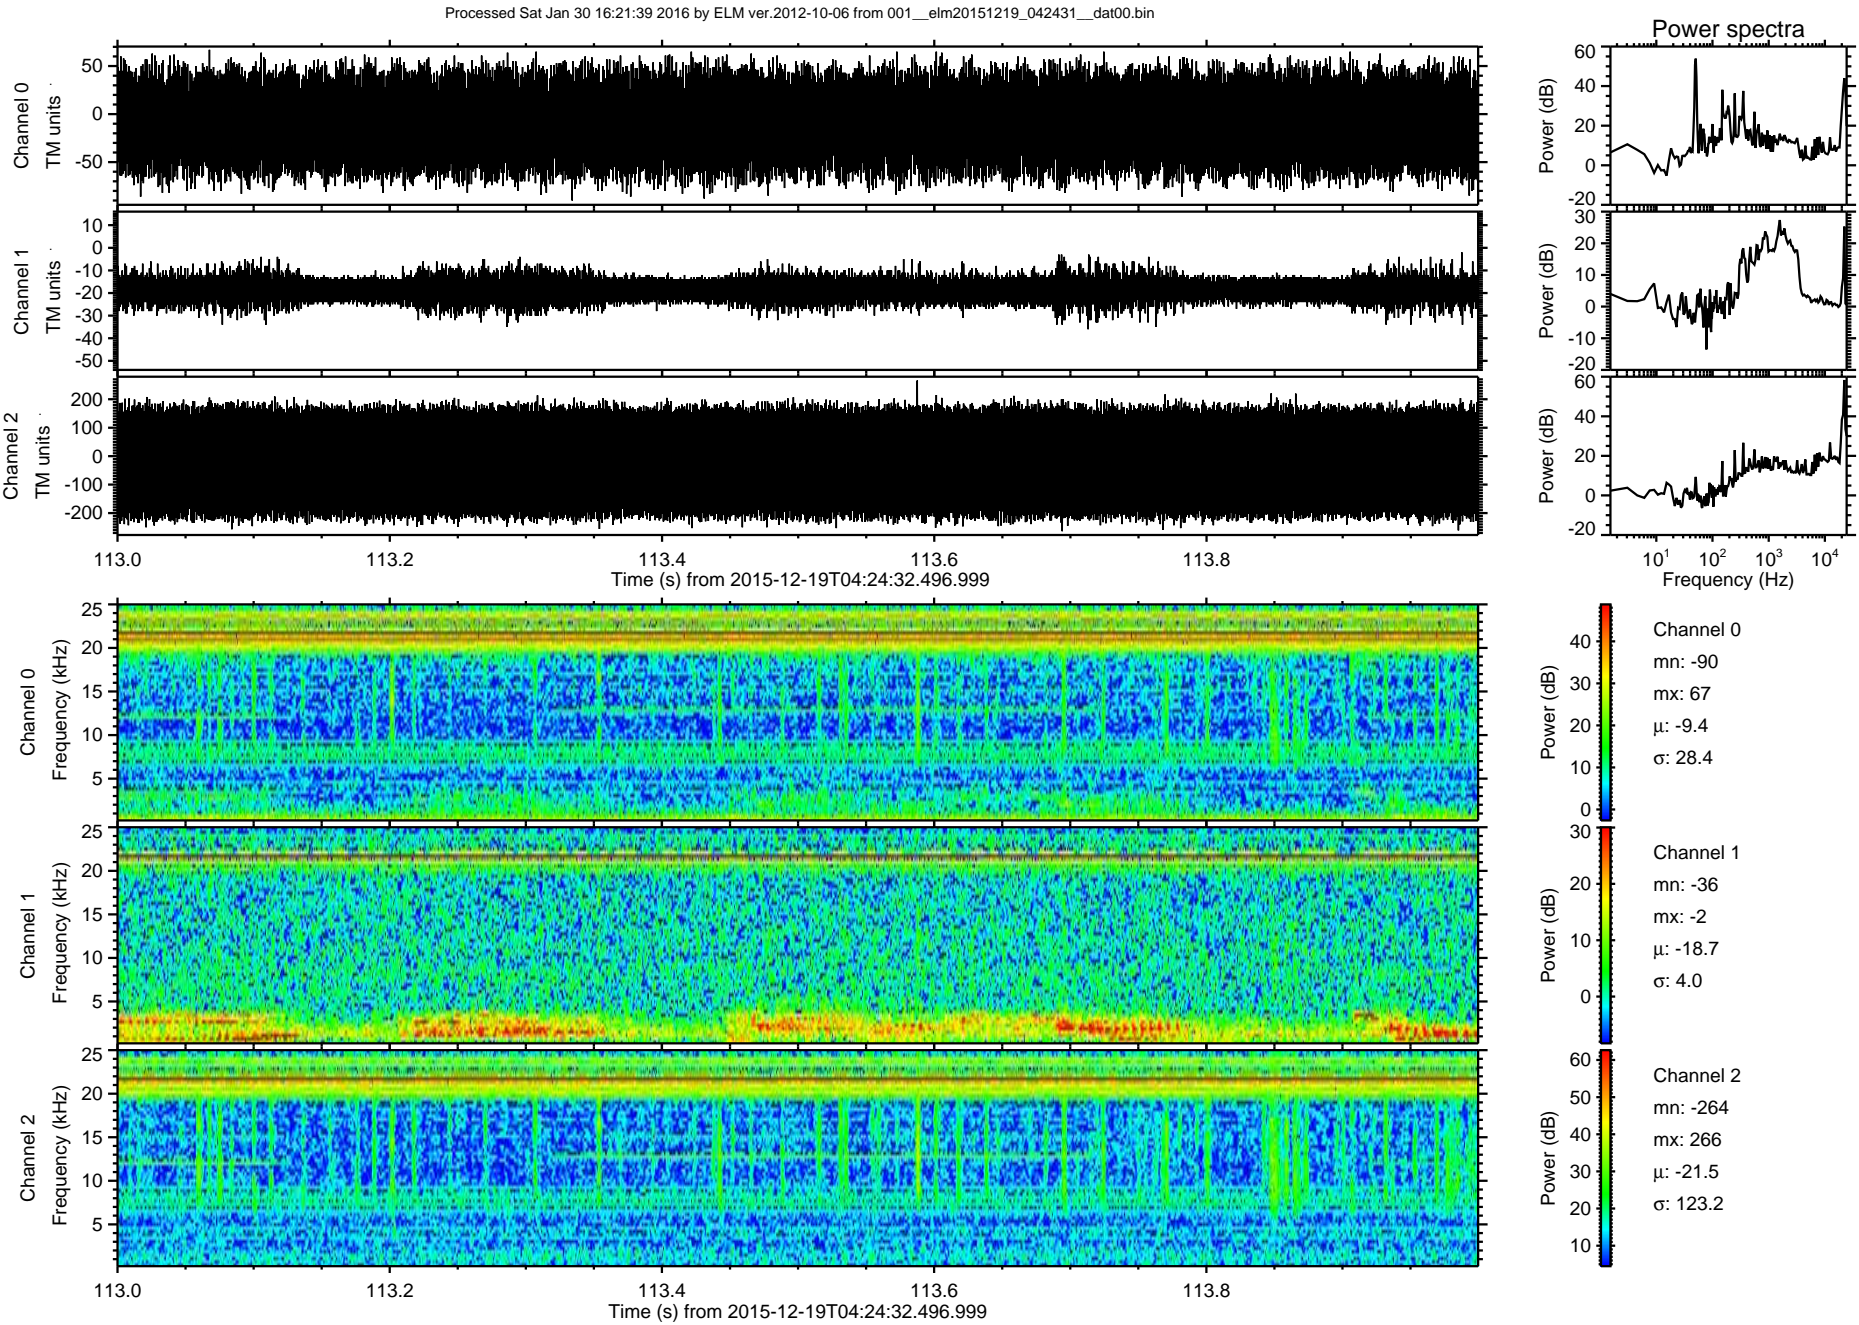 Processed Sat Jan 30 16:21:39 2016 by ELM ver.2012-10-06 from 001__elm20151219_042431__dat00.bin
Power spectra
Channel 0
TM units
50
0
-50
Power (dB)
60
40
20
0
-20
Channel 1
TM units
10
0
-10
-20
-30
-40
-50
Power (dB)
30
20
10
0
-10
-20
Channel 2
TM units
200
100
0
-100
-200
Power (dB)
60
40
20
0
-20
113.0 113.2 113.4 113.6 113.8
Time (s) from 2015-12-19T04:24:32.496.999
10^1 10^2 10^3 10^4
Frequency (Hz)
Channel 0
Frequency (kHz)
25
20
15
10
5
Power (dB)
40
30
20
10
0
Channel 0
mn: -90
mx: 67
μ: -9.4
σ: 28.4
Channel 1
Frequency (kHz)
25
20
15
10
5
Power (dB)
30
20
10
0
Channel 1
mn: -36
mx: -2
μ: -18.7
σ: 4.0
Channel 2
Frequency (kHz)
25
20
15
10
5
Power (dB)
60
50
40
30
20
10
Channel 2
mn: -264
mx: 266
μ: -21.5
σ: 123.2
113.0 113.2 113.4 113.6 113.8
Time (s) from 2015-12-19T04:24:32.496.999